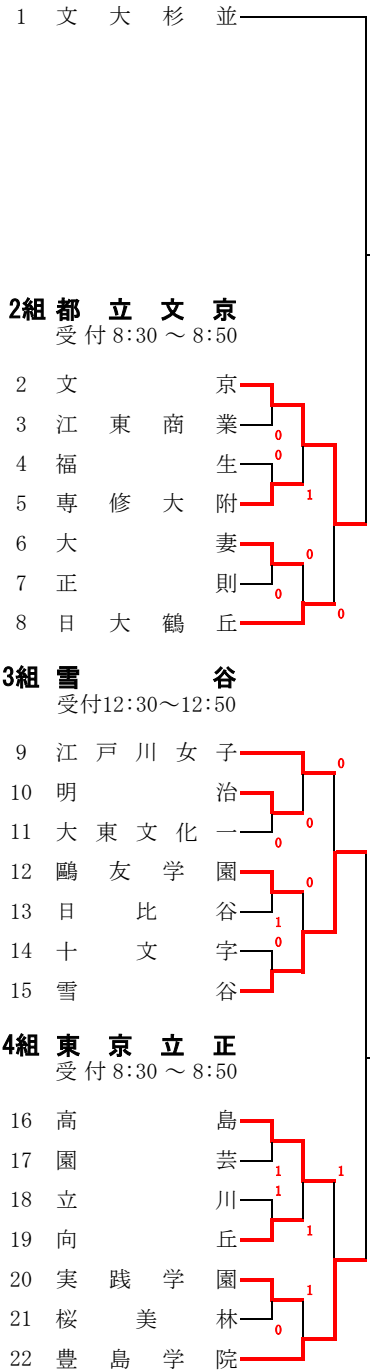 1 文大杉並
2組 都立文京
受付8:30～8:50
2 文京
3 江東商業
0
0
4 福生
5 専修大附
1
6 大妻
0
7 正則
0
8 日大鶴丘
0
3組 雪谷
受付12:30～12:50
9 江戸川女子
0
10 明治
0
11 大東文化一
0
12 鷗友学園
0
13 日比谷
1
0
14 十文字
15 雪谷
4組 東京立正
受付8:30～8:50
16 高島
17 園芸
1
1
1
18 立川
19 向丘
1
20 実践学園
1
21 桜美林
0
22 豊島学院